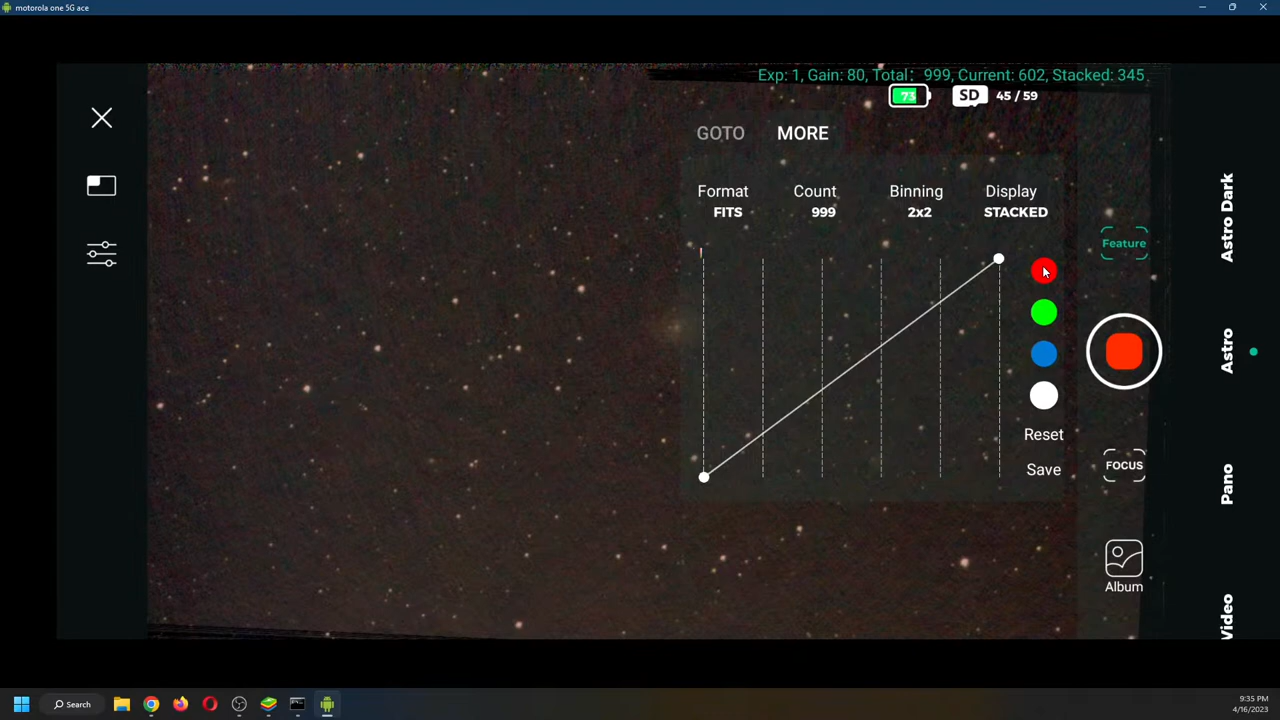 motorola one 5G ace
Exp: 1, Gain: 80, Total: 999, Current: 602, Stacked: 345
73
SD
45 / 59
GOTO
MORE
Format
FITS
Count
999
Binning
2x2
Display
STACKED
Reset
Save
Feature
FOCUS
Album
Astro Dark
Astro
Pano
Video
Search
9:35 PM
4/16/2023